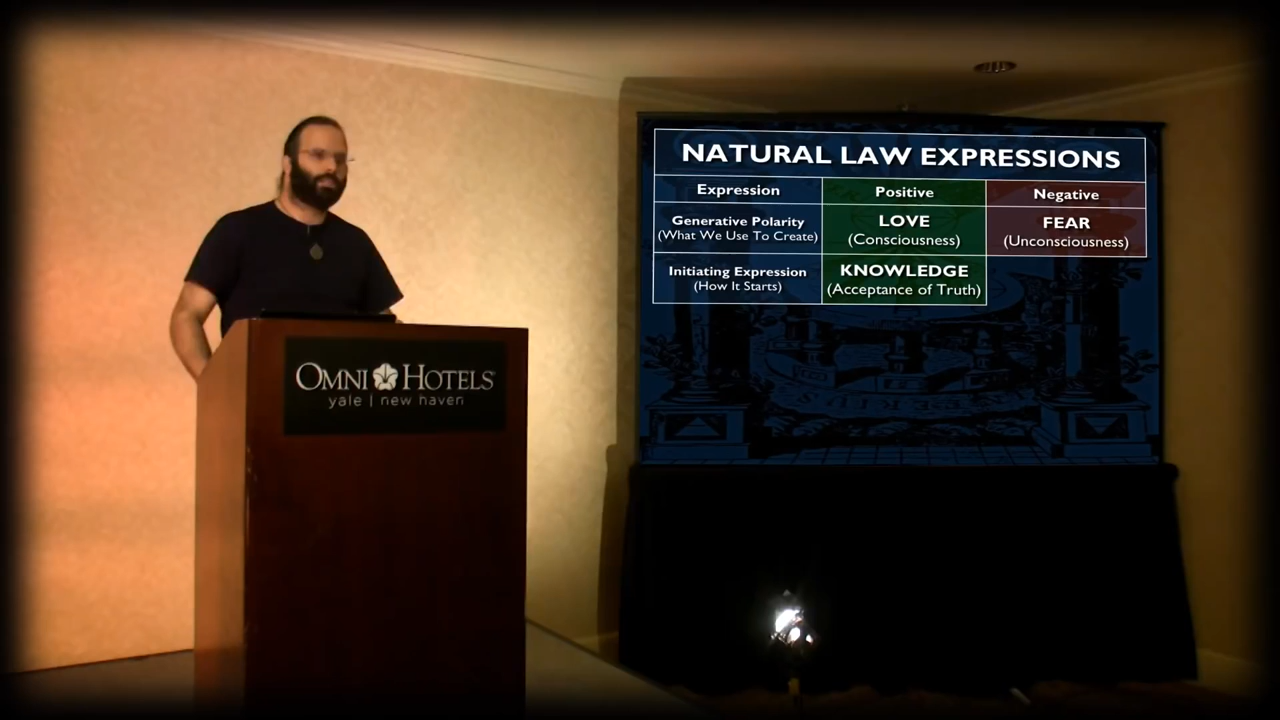 NATURAL LAW EXPRESSIONS
Expression Positive Negative
Generative Polarity
(What We Use To Create)
LOVE
(Consciousness)
FEAR
(Unconsciousness)
Initiating Expression
(How It Starts)
KNOWLEDGE
(Acceptance of Truth)
OMNI HOTELS
yale | new haven